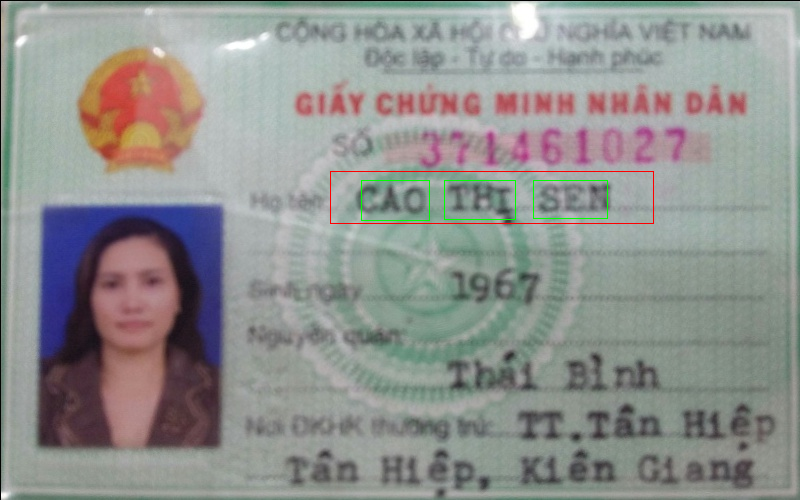 CỘNG HÒA XÃ HỘI CHỦ NGHĨA VIỆT NAM
Độc lập - Tự do - Hạnh phúc
GIẤY CHỨNG MINH NHÂN DÂN
SỐ 371461027
Họ tên: CAO THỊ SEN
Sinh ngày 1967
Nguyên quán:
Thái Bình
Nơi ĐKHK thường trú: TT.Tân Hiệp
Tân Hiệp, Kiên Giang